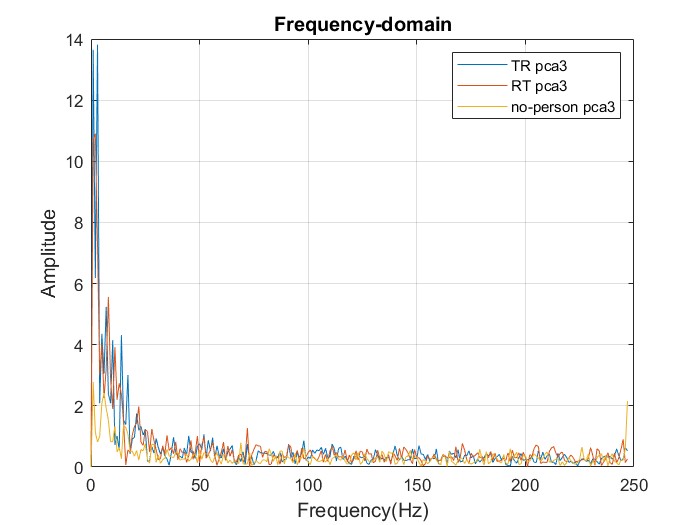 Frequency-domain
14
12
10
8
6
4
2
0
Amplitude
TR pca3
RT pca3
no-person pca3
0
50
100
150
200
250
Frequency(Hz)